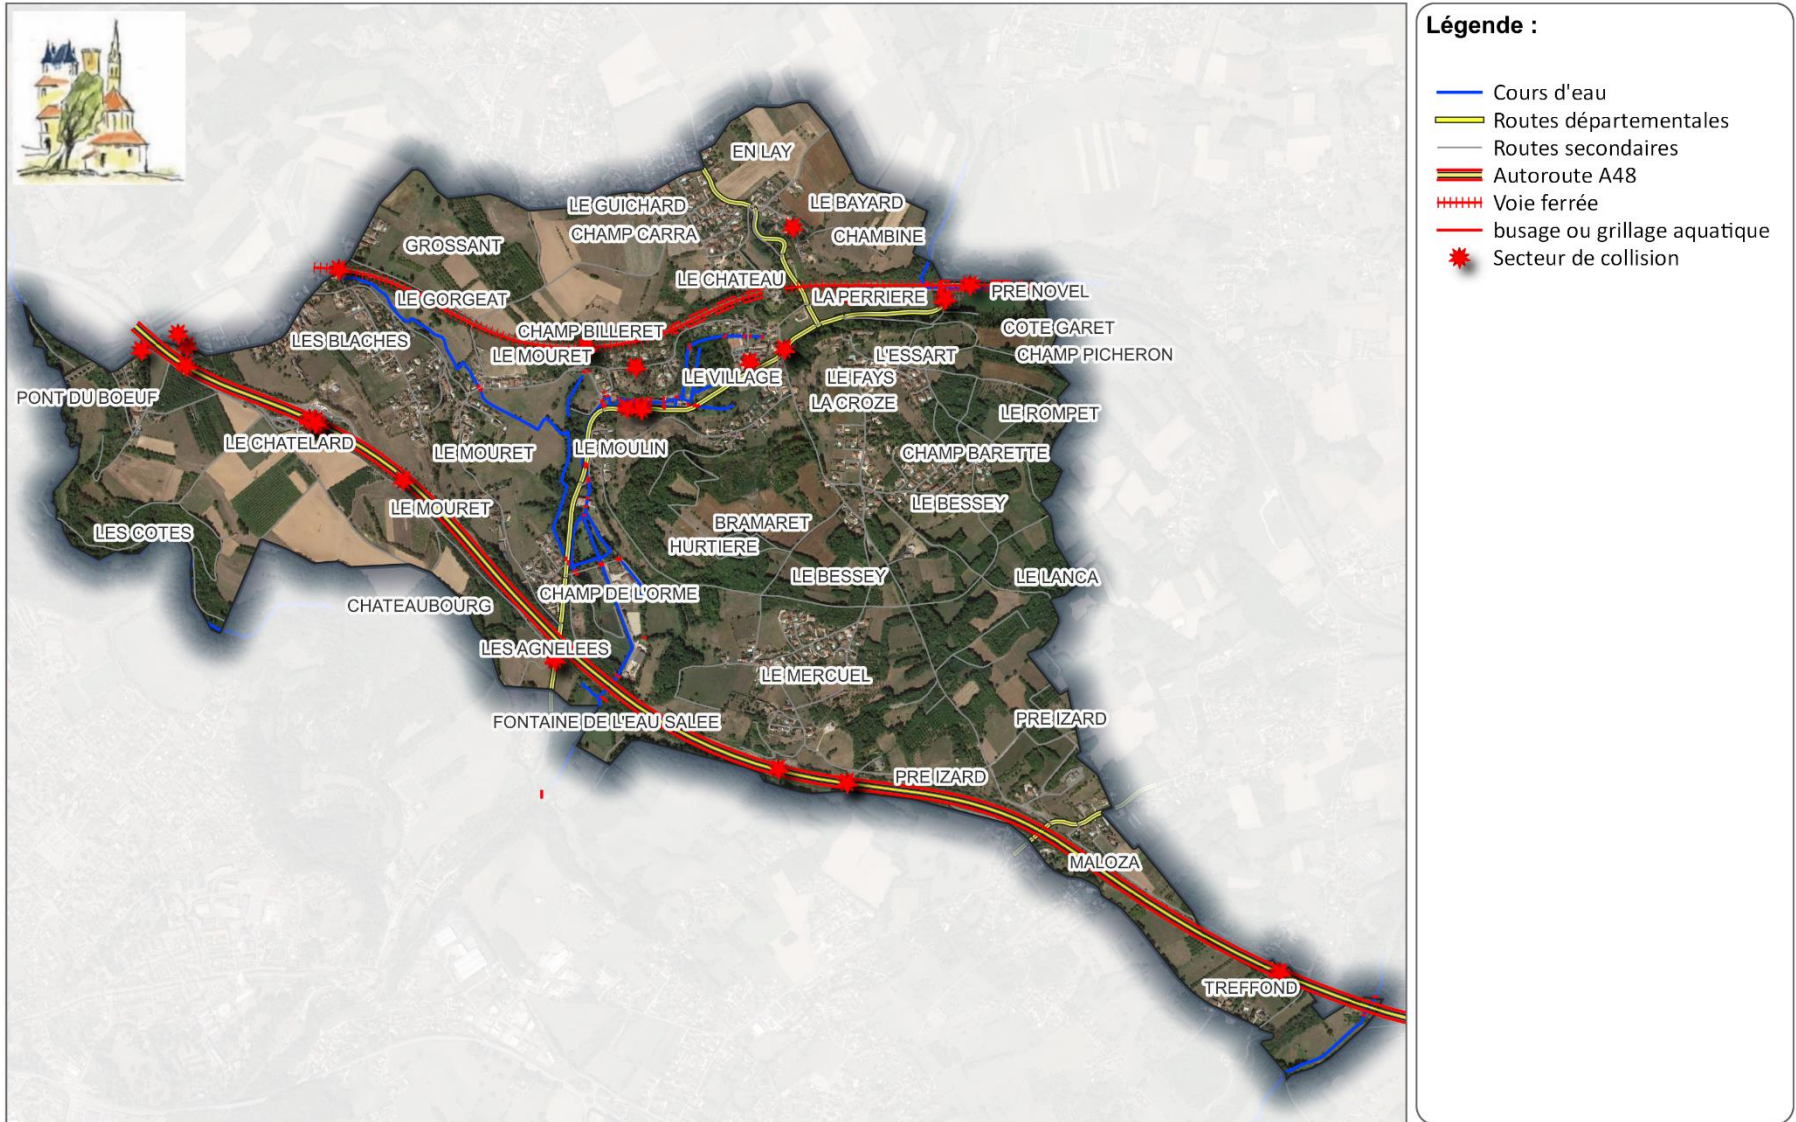 Légende :
Cours d'eau
Routes départementales
Routes secondaires
Autoroute A48
Voie ferrée
busage ou grillage aquatique
Secteur de collision
EN LAY
LE GUICHARD
LE BAYARD
CHAMP CARRA
CHAMBINE
GROSSANT
LE CHATEAU
LE GORGEAT
LA PERRIERE
PRE NOVEL
CHAMP BILLERET
COTE GARET
LES BLACHES
LE MOURET
L'ESSART
CHAMP PICHERON
LE VILLAGE
LE FAYS
PONT DU BOEUF
LA CROZE
LE ROMPET
LE CHATELARD
LE MOURET
LE MOULIN
CHAMP BARETTE
LE MOURET
LE BESSEY
LES COTES
BRAMARET
HURTIERE
LE BESSEY
LE LANCA
CHATEAUBOURG
CHAMP DE L'ORME
LES AGNELEES
LE MERCUEL
FONTAINE DE L'EAU SALEE
PRE IZARD
PRE IZARD
MALOZA
TREFFOND